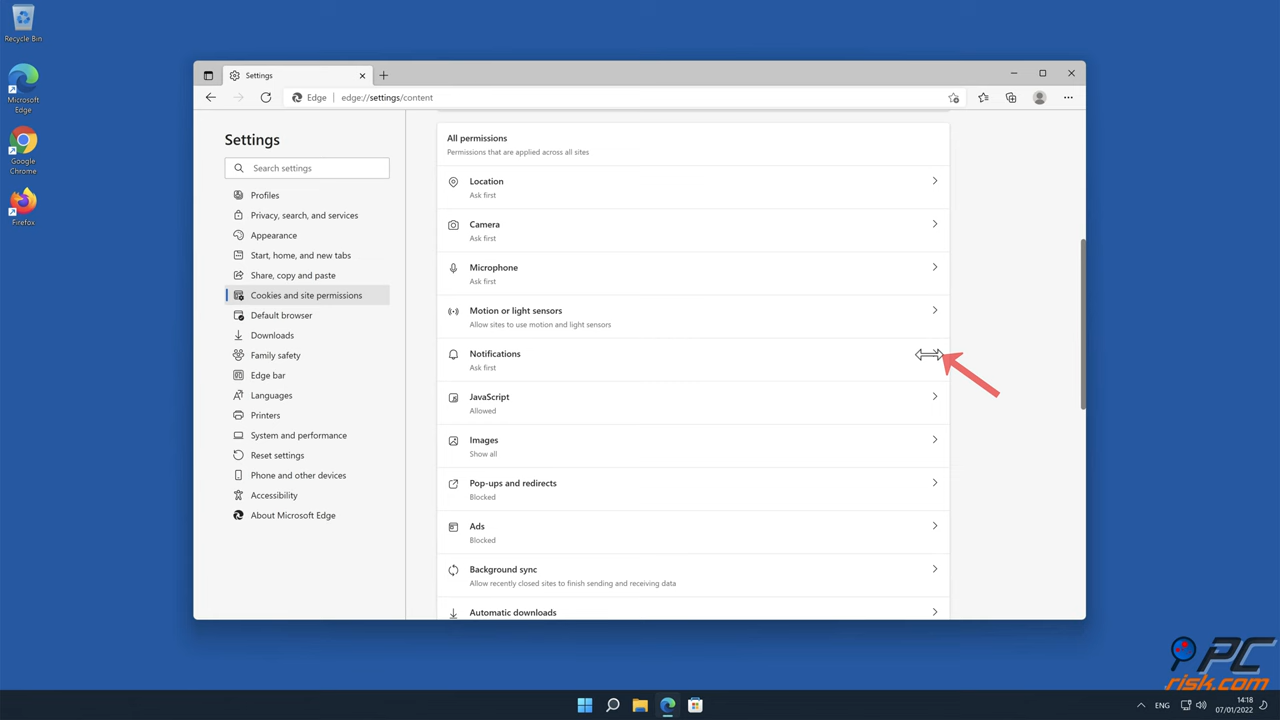 Recycle Bin
Microsoft
Edge
Google
Chrome
Firefox
Settings
Edge
edge://settings/content
Settings
Search settings
Profiles
Privacy, search, and services
Appearance
Start, home, and new tabs
Share, copy and paste
Cookies and site permissions
Default browser
Downloads
Family safety
Edge bar
Languages
Printers
System and performance
Reset settings
Phone and other devices
Accessibility
About Microsoft Edge
All permissions
Permissions that are applied across all sites
Location
Ask first
Camera
Ask first
Microphone
Ask first
Motion or light sensors
Allow sites to use motion and light sensors
Notifications
Ask first
JavaScript
Allowed
Images
Show all
Pop-ups and redirects
Blocked
Ads
Blocked
Background sync
Allow recently closed sites to finish sending and receiving data
Automatic downloads
PC
risk.com
ENG
14:18
07/01/2022